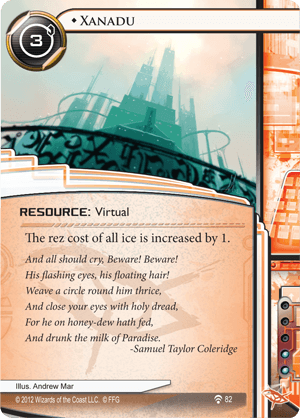 3
• XANADU
RESOURCE: Virtual
The rez cost of all ice is increased by 1.
And all should cry, Beware! Beware!
His flashing eyes, his floating hair!
Weave a circle round him thrice,
And close your eyes with holy dread,
For he on honey-dew hath fed,
And drunk the milk of Paradise.
-Samuel Taylor Coleridge
Illus. Andrew Mar
© 2012 Wizards of the Coast LLC. © FFG
82